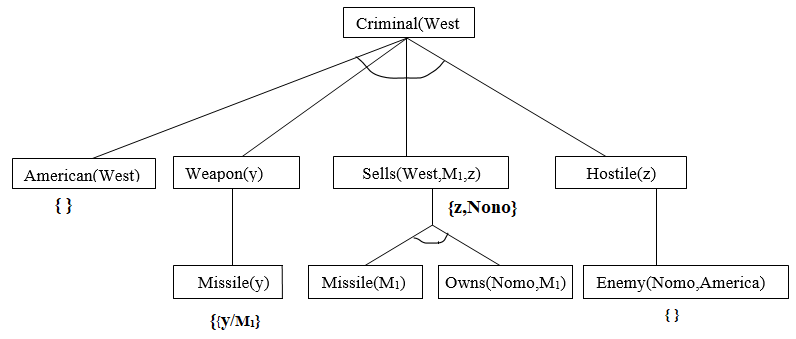 Criminal(West
American(West)
Weapon(y)
Sells(West,M₁,z)
Hostile(z)
{ }
{z,Nono}
Missile(y)
Missile(M₁)
Owns(Nomo,M₁)
Enemy(Nomo,America)
{{y/M₁}
{ }